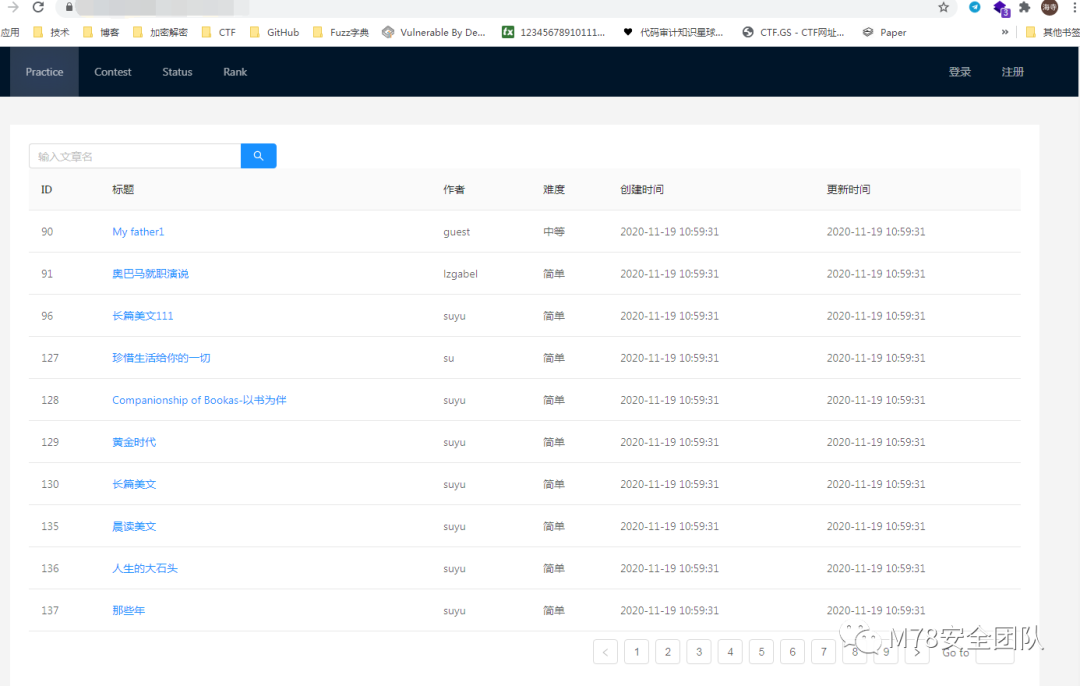 应用 技术 博客 加密解密 CTF GitHub Fuzz字典 Vulnerable By De... 12345678910111... 代码审计知识星球... CTF.GS - CTF网址... Paper » 其他书签
Practice Contest Status Rank 登录 注册
输入文章名
ID 标题 作者 难度 创建时间 更新时间
90 My father1 guest 中等 2020-11-19 10:59:31 2020-11-19 10:59:31
91 奥巴马就职演说 lzgabel 简单 2020-11-19 10:59:31 2020-11-19 10:59:31
96 长篇美文111 suyu 简单 2020-11-19 10:59:31 2020-11-19 10:59:31
127 珍惜生活给你的一切 su 简单 2020-11-19 10:59:31 2020-11-19 10:59:31
128 Companionship of Bookas-以书为伴 suyu 简单 2020-11-19 10:59:31 2020-11-19 10:59:31
129 黄金时代 suyu 简单 2020-11-19 10:59:31 2020-11-19 10:59:31
130 长篇美文 suyu 简单 2020-11-19 10:59:31 2020-11-19 10:59:31
135 晨读美文 suyu 简单 2020-11-19 10:59:31 2020-11-19 10:59:31
136 人生的大石头 suyu 简单 2020-11-19 10:59:31 2020-11-19 10:59:31
137 那些年 suyu 简单 2020-11-19 10:59:31 2020-11-19 10:59:31
< 1 2 3 4 5 6 7 8 9 > Go to
M78安全团队